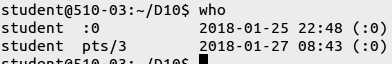 student@510-03:~/D10$ who
student :0 2018-01-25 22:48 (:0)
student pts/3 2018-01-27 08:43 (:0)
student@510-03:~/D10$